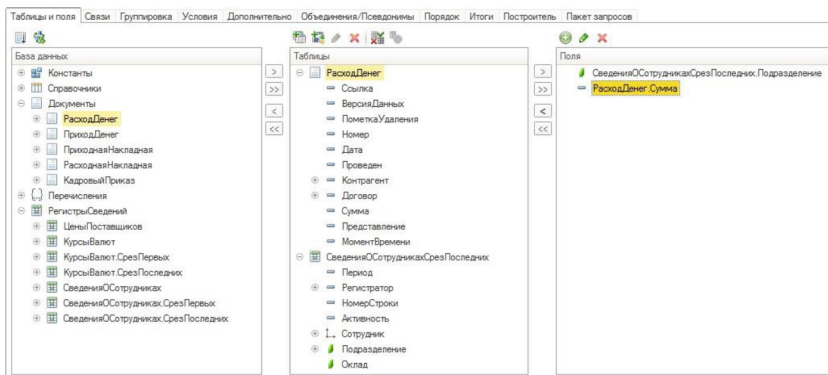 Таблицы и поля Связи Группировка Условия Дополнительно Объединения/Псевдонимы Порядок Итоги Построитель Пакет запросов
База данных
Константы
Справочники
Документы
РасходДенег
ПриходДенег
ПриходнаяНакладная
РасходнаяНакладная
КадровыйПриказ
Перечисления
РегистрыСведений
ЦеныПоставщиков
КурсыВалют
КурсыВалют.СрезПервых
КурсыВалют.СрезПоследних
СведенияОСотрудниках
СведенияОСотрудниках.СрезПервых
СведенияОСотрудниках.СрезПоследних
>
>>
<
<<
Таблицы
РасходДенег
Ссылка
ВерсияДанных
ПометкаУдаления
Номер
Дата
Проведен
Контрагент
Договор
Сумма
Представление
МоментВремени
СведенияОСотрудникахСрезПоследних
Период
Регистратор
НомерСтроки
Активность
Сотрудник
Подразделение
Оклад
>
>>
<
<<
Поля
СведенияОСотрудникахСрезПоследних.Подразделение
РасходДенег.Сумма